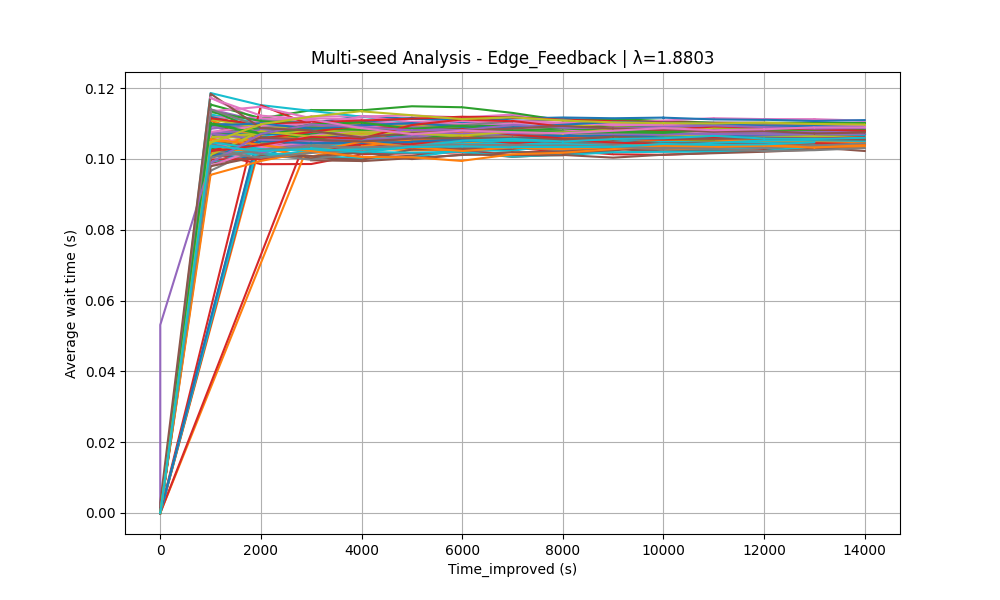 Multi-seed Analysis - Edge_Feedback | λ=1.8803
0.12
0.10
0.08
0.06
0.04
0.02
0.00
Average wait time (s)
0 2000 4000 6000 8000 10000 12000 14000
Time_improved (s)